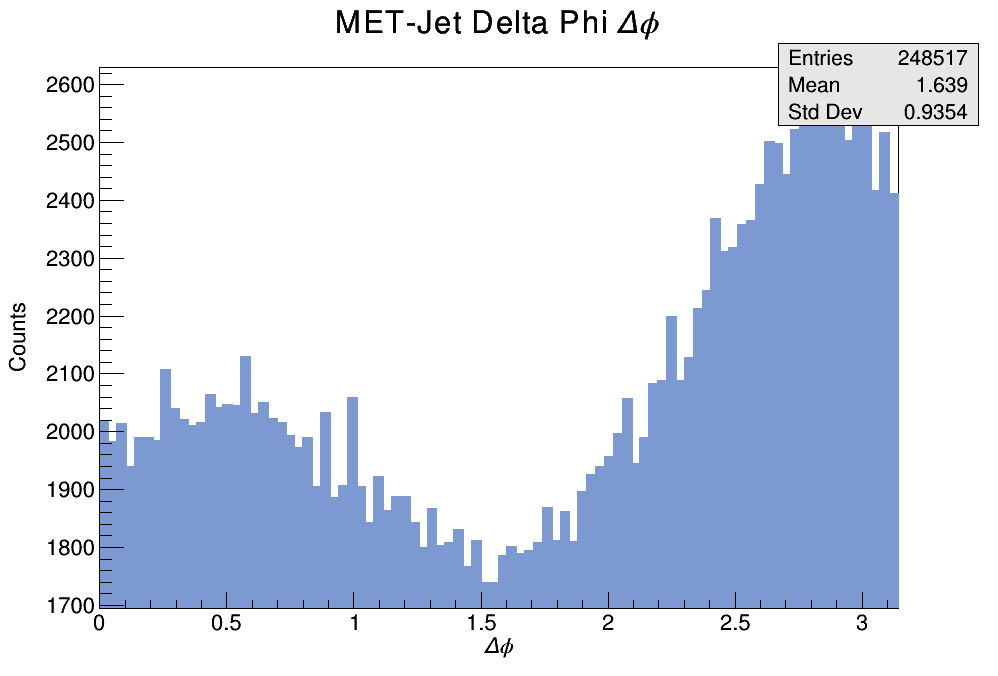 MET-Jet Delta Phi Δϕ
Entries 248517
Mean 1.639
Std Dev 0.9354
2600
2500
2400
2300
2200
2100
2000
1900
1800
1700
Counts
0 0.5 1 1.5 2 2.5 3
Δϕ